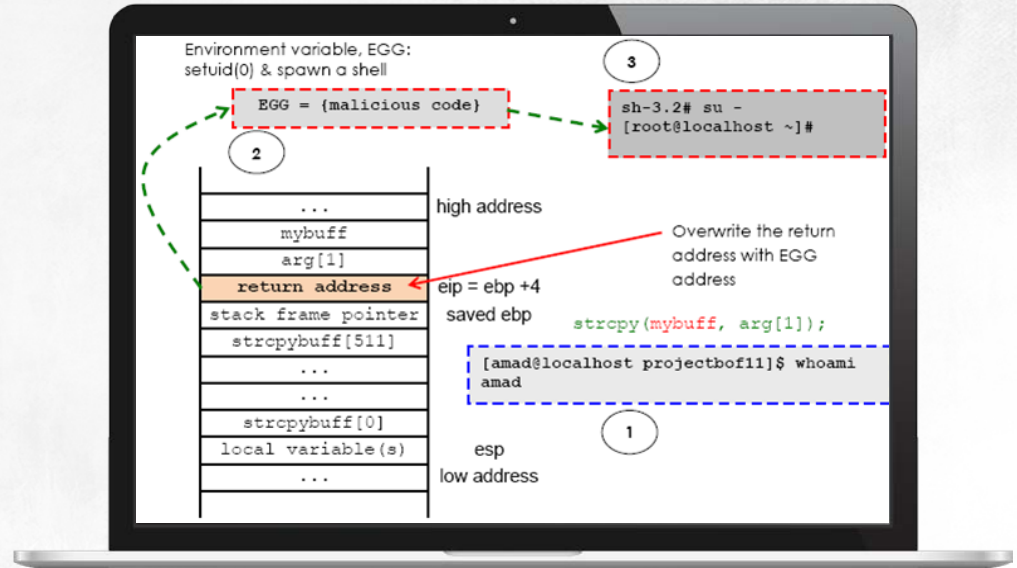 Environment variable, EGG:
setuid(0) & spawn a shell
EGG = {malicious code}
2
3
sh-3.2# su -
[root@localhost ~]#
...
high address
mybuff
arg[1]
return address
eip = ebp +4
stack frame pointer
saved ebp
strcpybuff[511]
...
...
strcpybuff[0]
local variable(s)
esp
...
low address
Overwrite the return
address with EGG
address
strcpy(mybuff, arg[1]);
[amad@localhost projectbof11]$ whoami
amad
1